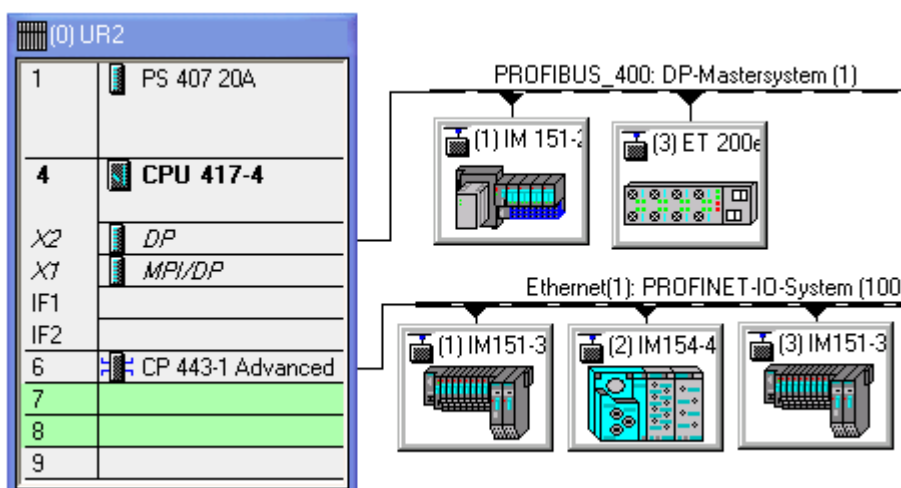 (0) UR2
1 PS 407 20A
4 CPU 417-4
X2 DP
X1 MPI/DP
IF1
IF2
6 CP 443-1 Advanced
7
8
9
PROFIBUS_400: DP-Mastersystem (1)
(1) IM 151-2
(3) ET 200e
Ethernet(1): PROFINET-IO-System (100
(1) IM151-3
(2) IM154-4
(3) IM151-3